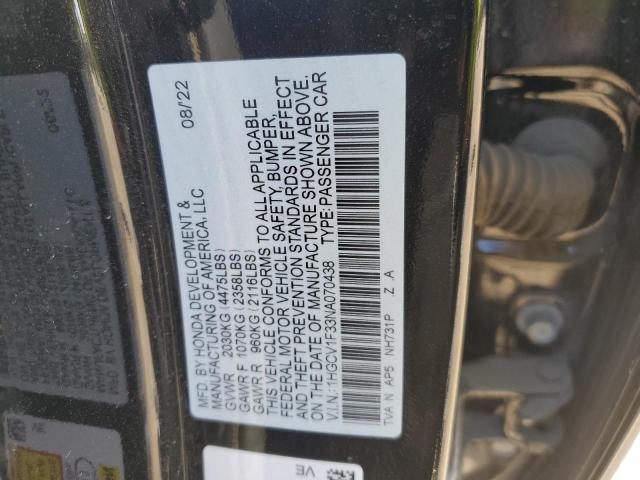 MFD. BY HONDA DEVELOPMENT & 08/22
MANUFACTURING OF AMERICA, LLC
GVWR 2030KG (4475LBS)
GAWR F 1070KG (2358LBS)
GAWR R 960KG (2116LBS)
THIS VEHICLE CONFORMS TO ALL APPLICABLE
FEDERAL MOTOR VEHICLE SAFETY, BUMPER,
AND THEFT PREVENTION STANDARDS IN EFFECT
ON THE DATE OF MANUFACTURE SHOWN ABOVE.
V.I.N.:1HGCV1F33NA070438 TYPE:PASSENGER CAR
TVA N AP5 NH731P Z A
VE